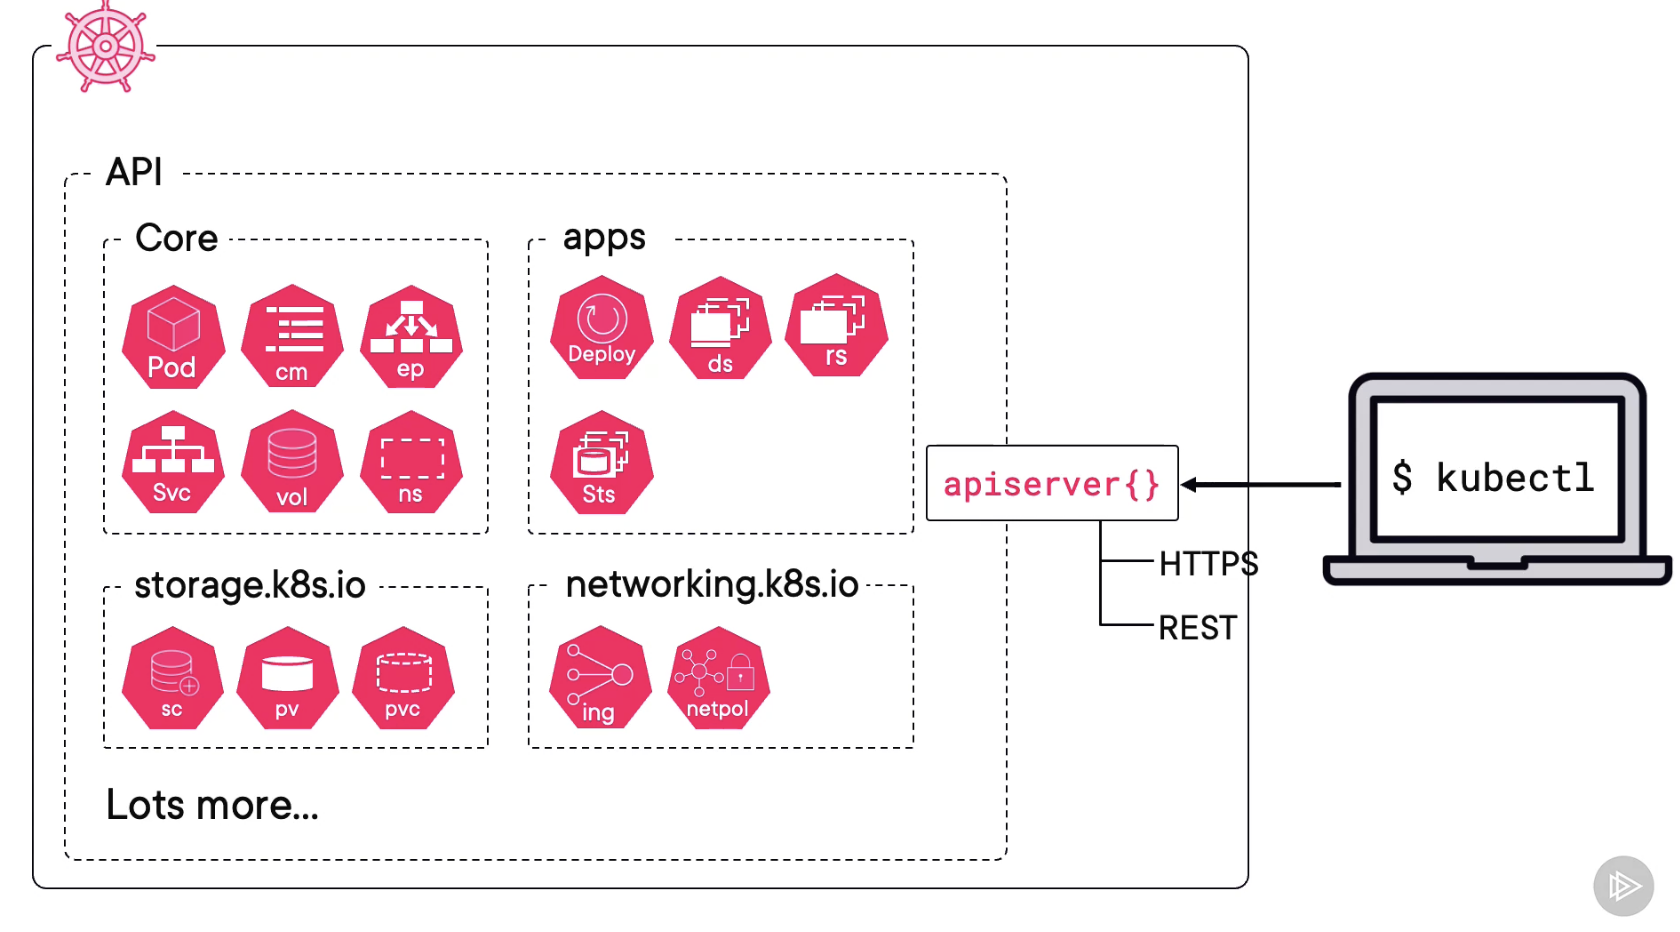 API
Core
Pod
cm
ep
Svc
vol
ns
apps
Deploy
ds
rs
Sts
storage.k8s.io
sc
pv
pvc
networking.k8s.io
ing
netpol
Lots more...
apiserver{}
HTTPS
REST
$ kubectl